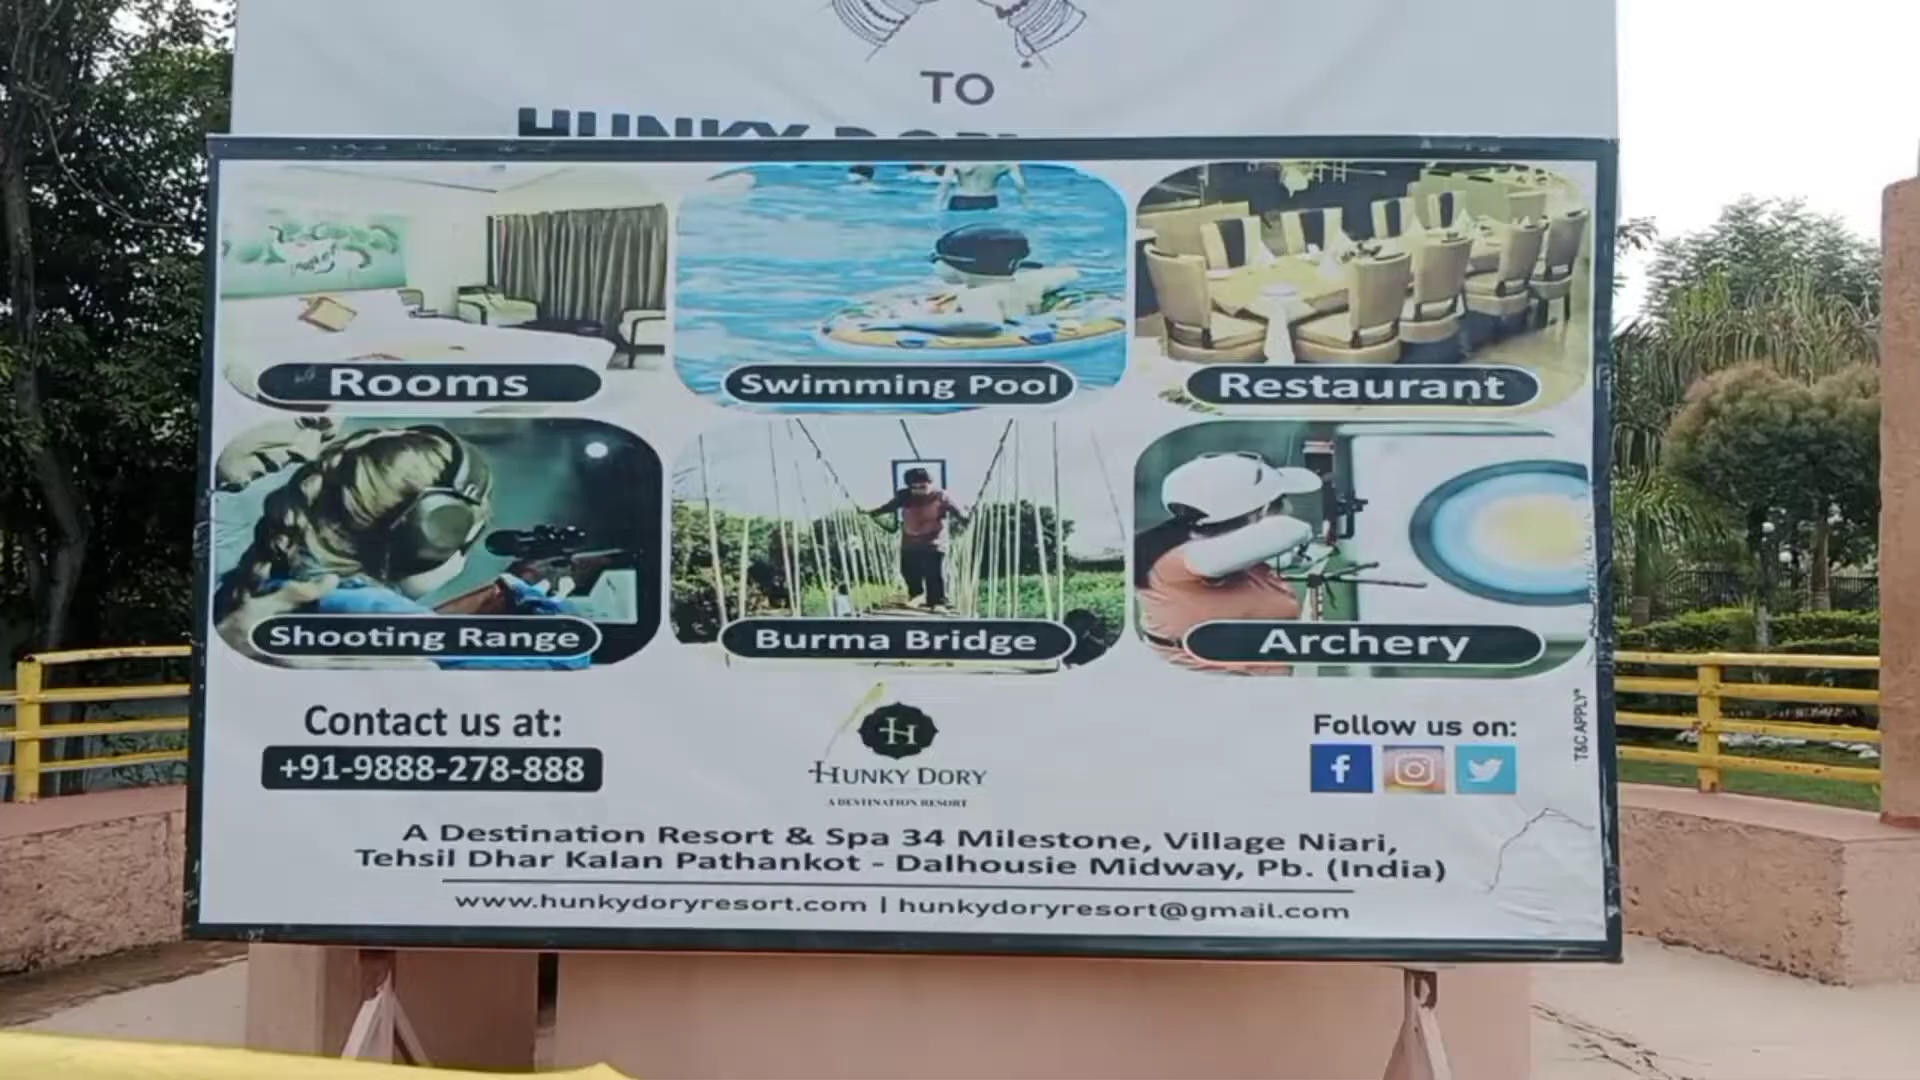 TO
HUNKY DORY
Rooms
Swimming Pool
Restaurant
Shooting Range
Burma Bridge
Archery
Contact us at:
+91-9888-278-888
H
HUNKY DORY
A DESTINATION RESORT
Follow us on:
T&C APPLY*
A Destination Resort & Spa 34 Milestone, Village Niari,
Tehsil Dhar Kalan Pathankot - Dalhousie Midway, Pb. (India)
www.hunkydoryresort.com | hunkydoryresort@gmail.com